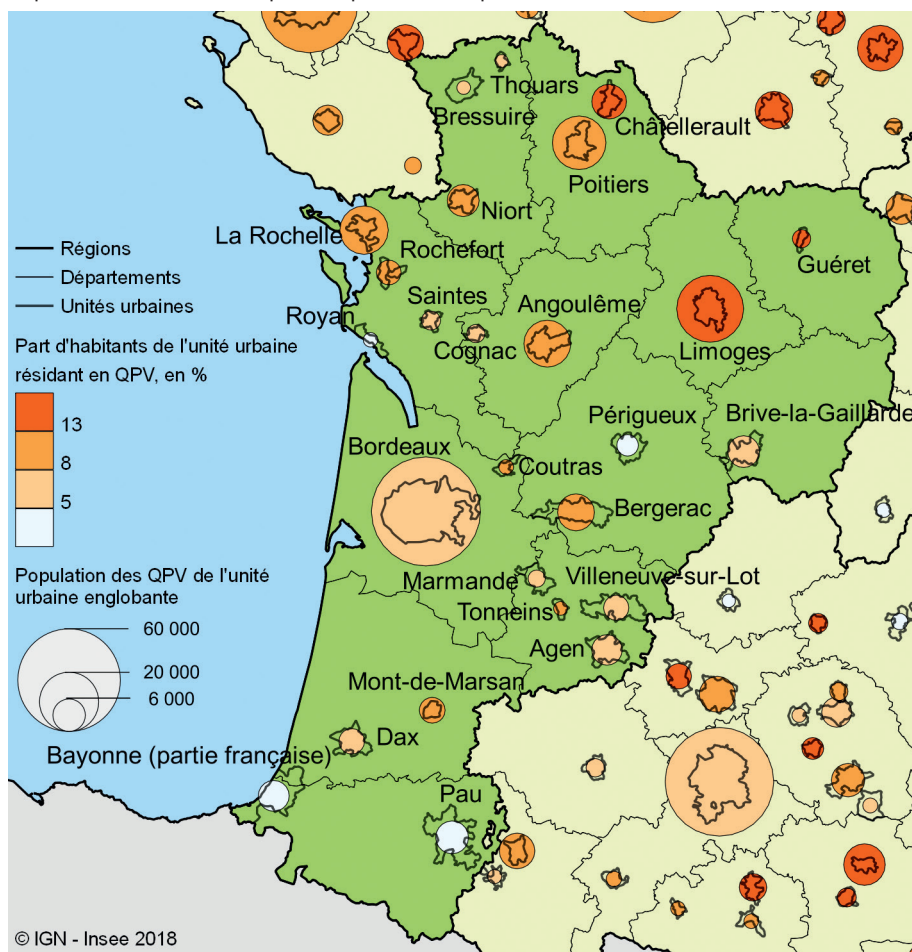 Thouars
Bressuire
Châtellerault
Poitiers
Niort
La Rochelle
Rochefort
Guéret
Régions
Départements
Unités urbaines
Saintes
Angoulême
Royan
Cognac
Limoges
Part d'habitants de l'unité urbaine
résidant en QPV, en %
13
8
5
Périgueux
Brive-la-Gaillarde
Bordeaux
Coutras
Bergerac
Marmande
Villeneuve-sur-Lot
Tonneins
Agen
Population des QPV de l'unité
urbaine englobante
60 000
20 000
6 000
Mont-de-Marsan
Dax
Bayonne (partie française)
Pau
© IGN - Insee 2018